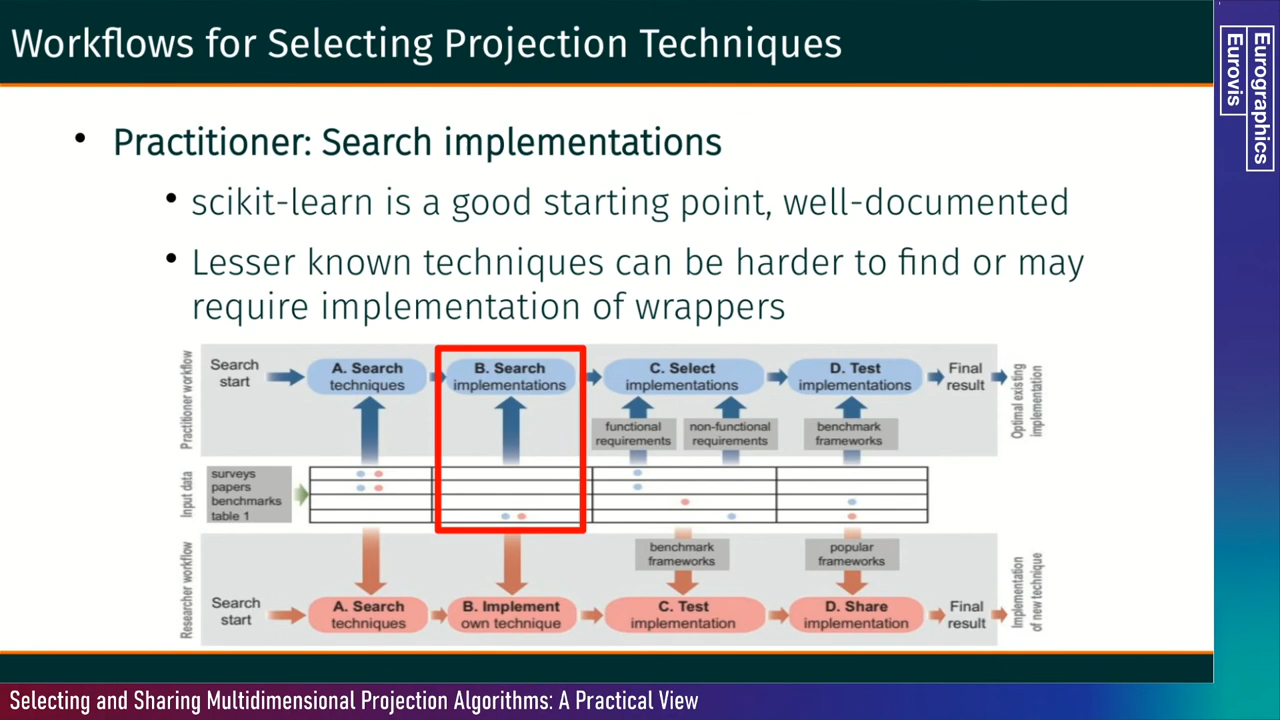 Workflows for Selecting Projection Techniques
Eurographics
Eurovis
• Practitioner: Search implementations
• scikit-learn is a good starting point, well-documented
• Lesser known techniques can be harder to find or may
require implementation of wrappers
Practitioner workflow
Search
start
A. Search
techniques
B. Search
implementations
C. Select
implementations
D. Test
implementations
Final
result
Optimal existing
implementation
functional
requirements
non-functional
requirements
benchmark
frameworks
Input data
surveys
papers
benchmarks
table 1
Researcher workflow
benchmark
frameworks
popular
frameworks
Search
start
A. Search
techniques
B. Implement
own technique
C. Test
implementation
D. Share
implementation
Final
result
Implementation
of new technique
Selecting and Sharing Multidimensional Projection Algorithms: A Practical View